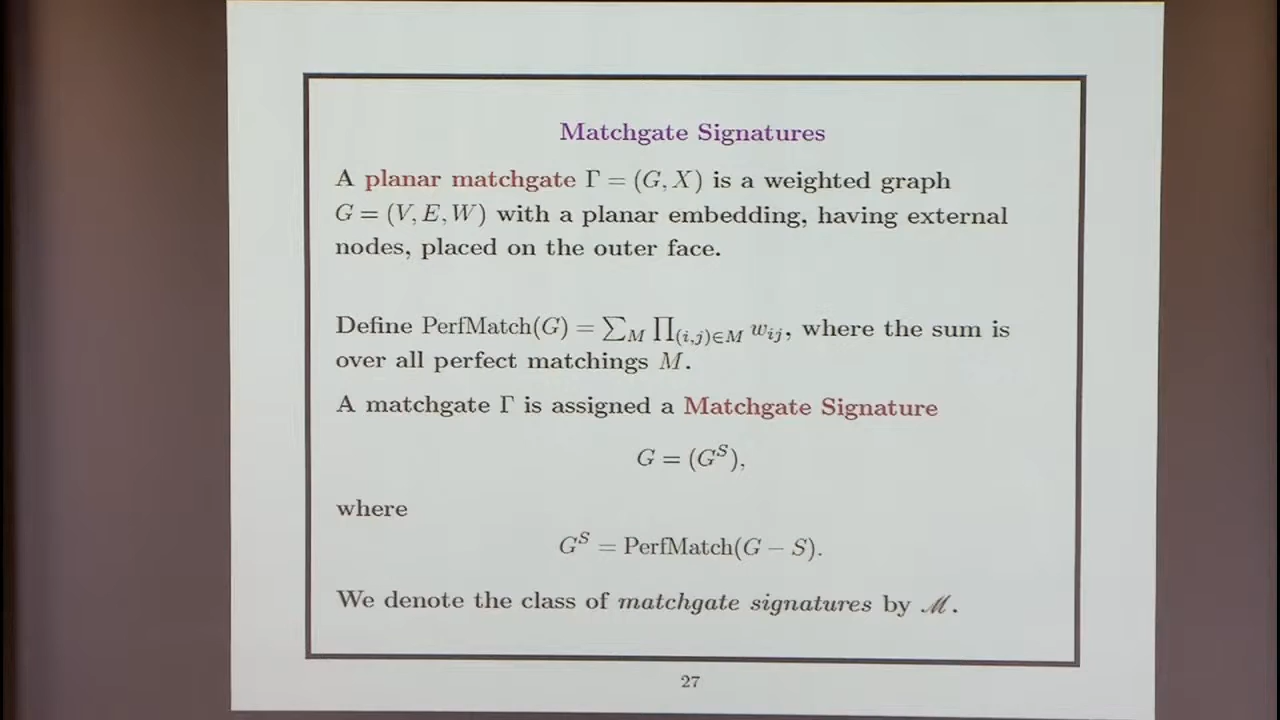 Matchgate Signatures
A planar matchgate Γ = (G, X) is a weighted graph
G = (V, E, W) with a planar embedding, having external
nodes, placed on the outer face.
Define PerfMatch(G) = ∑_M ∏_{(i,j)∈M} w_{ij}, where the sum is
over all perfect matchings M.
A matchgate Γ is assigned a Matchgate Signature
G = (G^S),
where
G^S = PerfMatch(G − S).
We denote the class of matchgate signatures by ℳ.
27